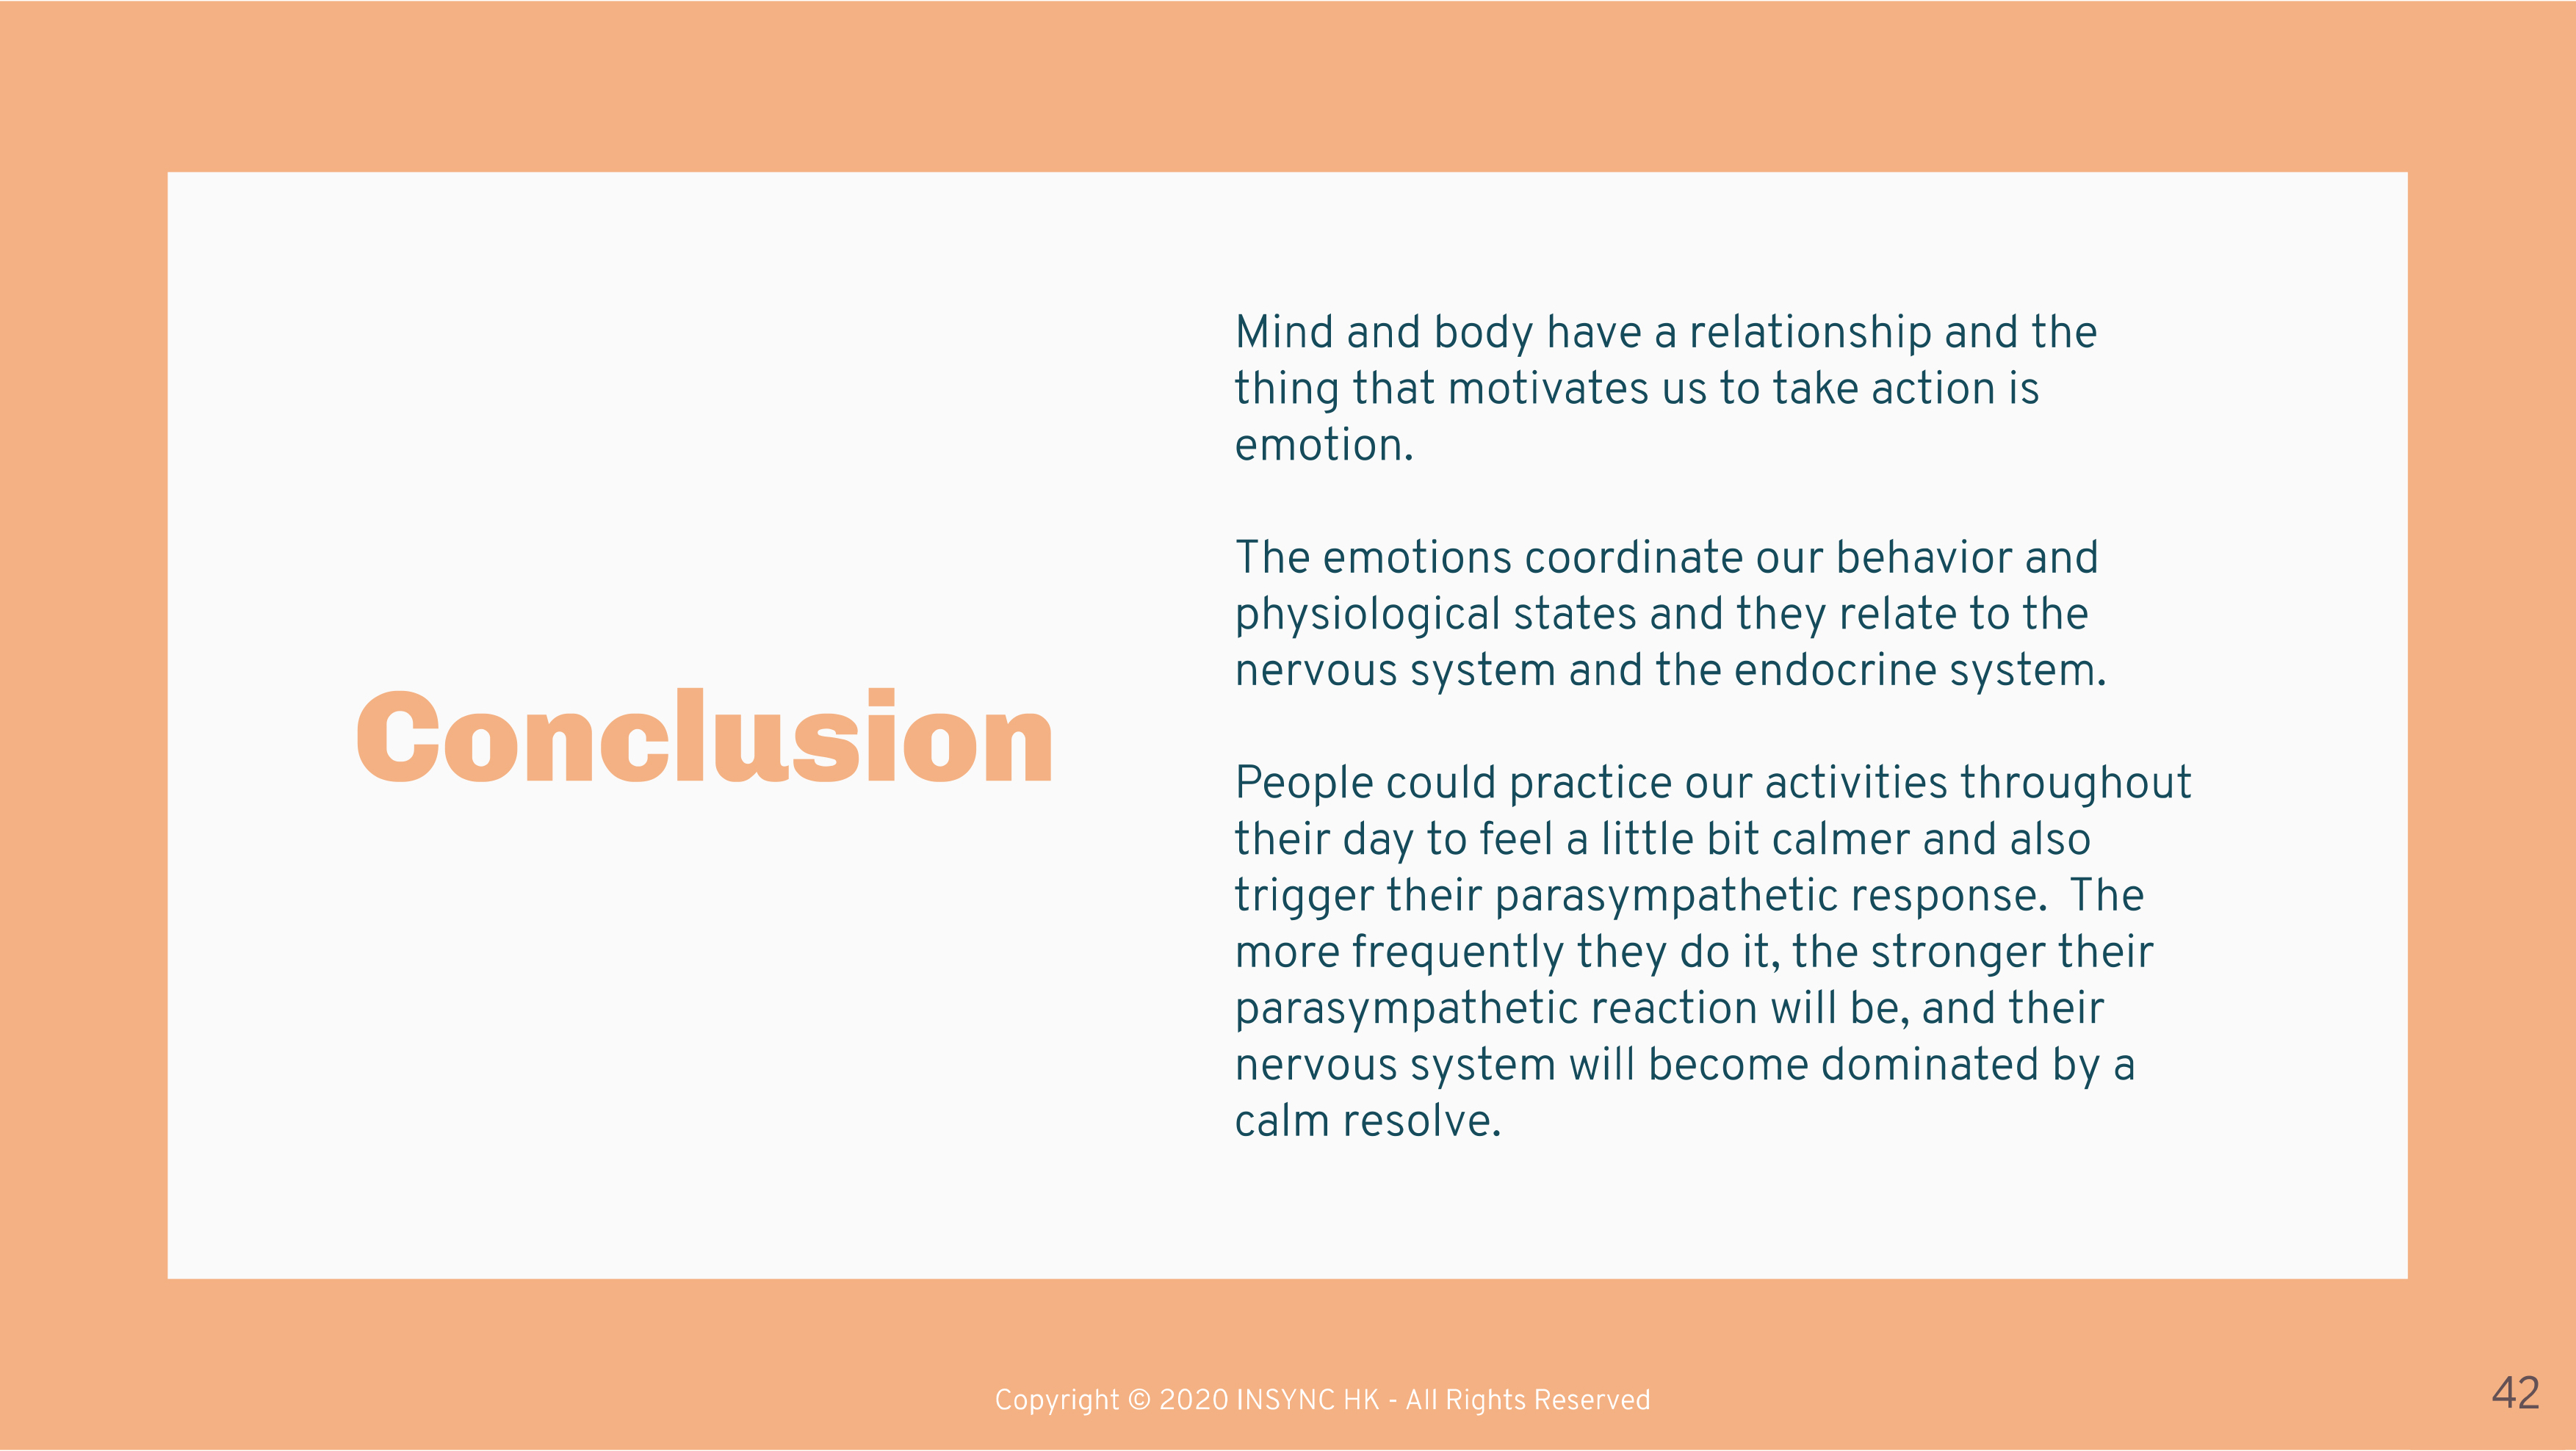 Conclusion
Mind and body have a relationship and the
thing that motivates us to take action is
emotion.
The emotions coordinate our behavior and
physiological states and they relate to the
nervous system and the endocrine system.
People could practice our activities throughout
their day to feel a little bit calmer and also
trigger their parasympathetic response.  The
more frequently they do it, the stronger their
parasympathetic reaction will be, and their
nervous system will become dominated by a
calm resolve.
Copyright © 2020 INSYNC HK - All Rights Reserved
42